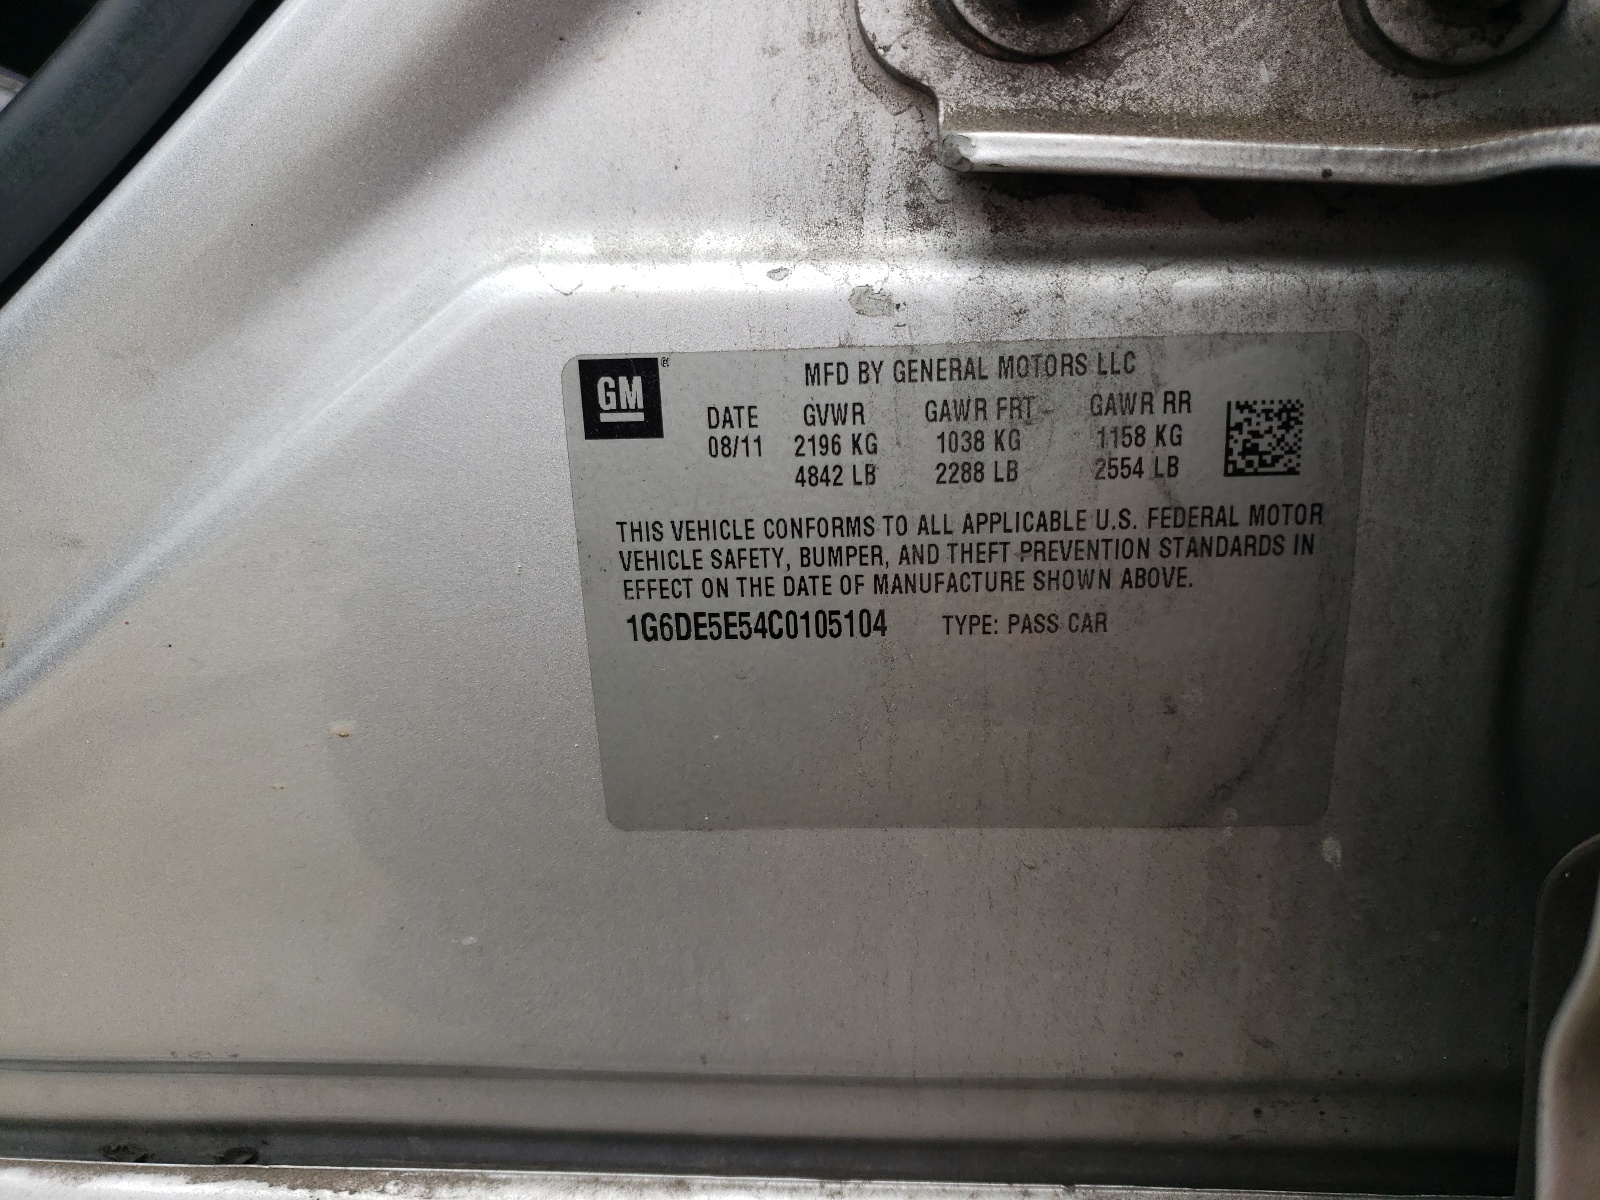 GM®
MFD BY GENERAL MOTORS LLC
DATE GVWR GAWR FRT GAWR RR
08/11 2196 KG 1038 KG 1158 KG
4842 LB 2288 LB 2554 LB
THIS VEHICLE CONFORMS TO ALL APPLICABLE U.S. FEDERAL MOTOR
VEHICLE SAFETY, BUMPER, AND THEFT PREVENTION STANDARDS IN
EFFECT ON THE DATE OF MANUFACTURE SHOWN ABOVE.
1G6DE5E54C0105104 TYPE: PASS CAR